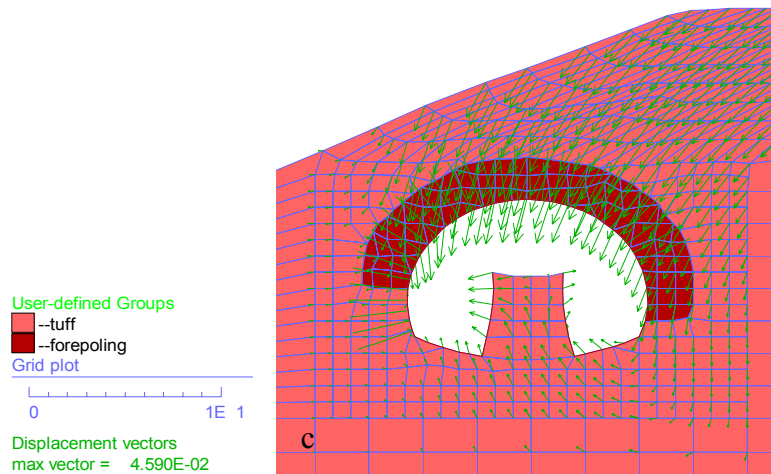 User-defined Groups
--tuff
--forepoling
Grid plot
0 1E 1
Displacement vectors
max vector = 4.590E-02
c